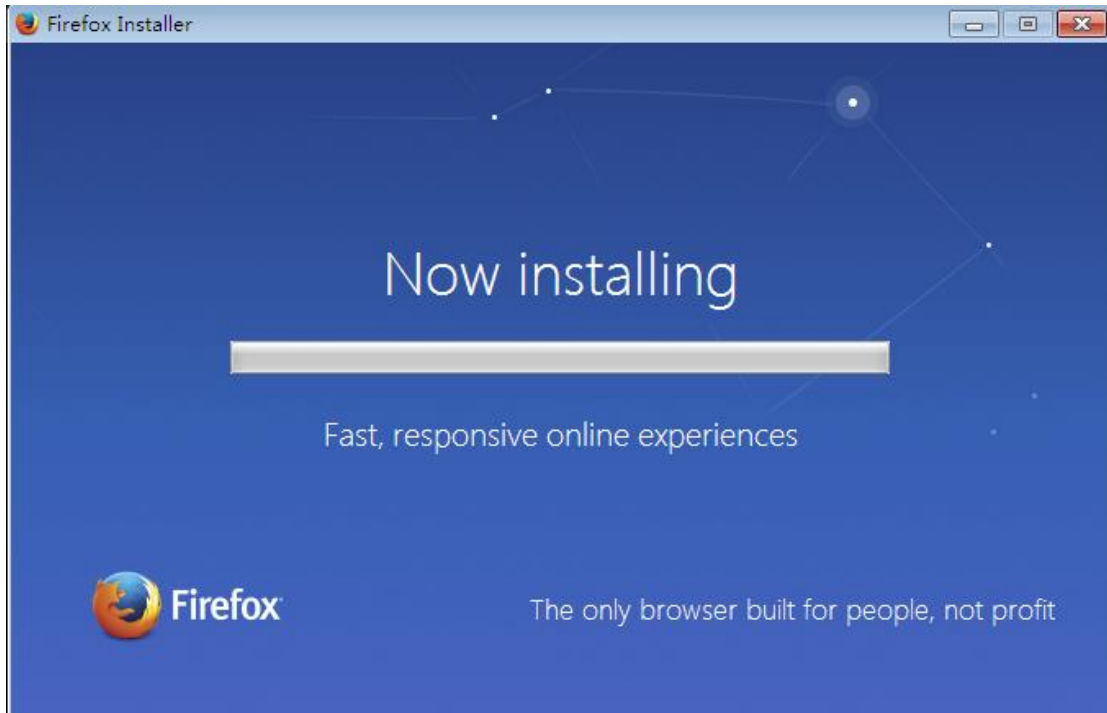 Firefox Installer
Now installing
Fast, responsive online experiences
Firefox
The only browser built for people, not profit